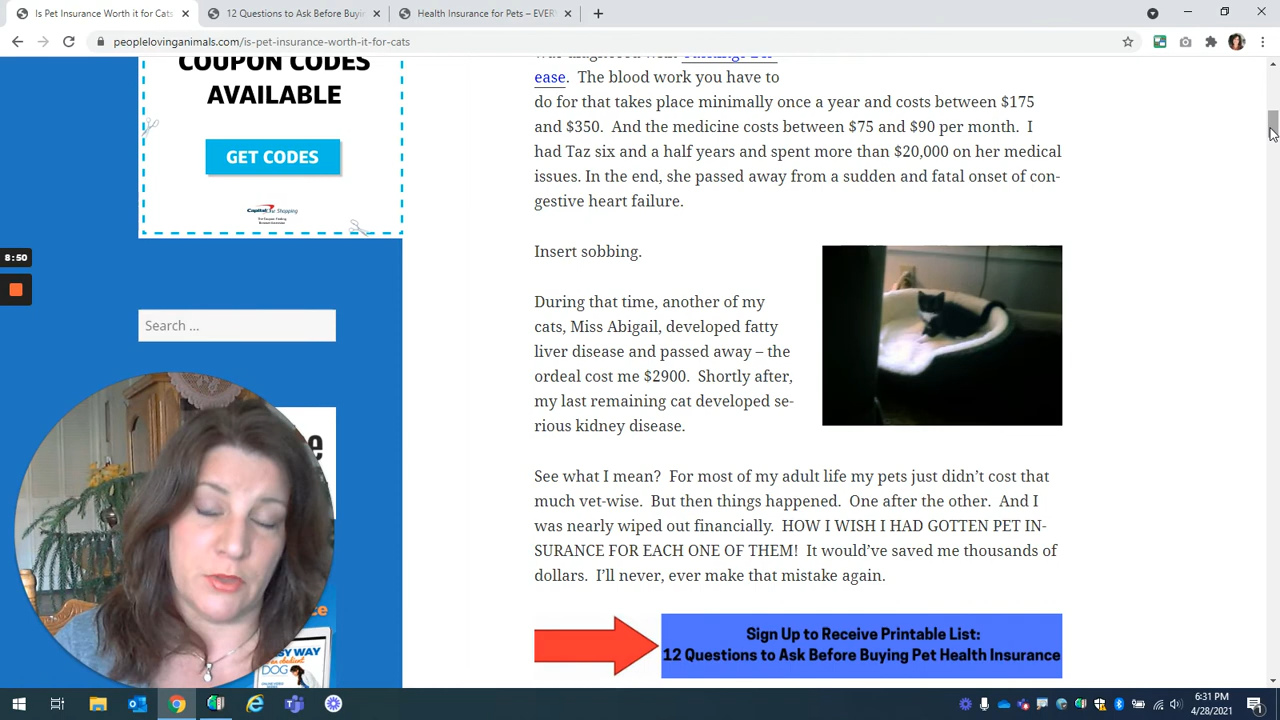 Is Pet Insurance Worth it for Cats
12 Questions to Ask Before Buyin
Health Insurance for Pets – EVER
peoplelovinganimals.com/is-pet-insurance-worth-it-for-cats
COUPON CODES
AVAILABLE
GET CODES
Capital One Shopping
8:50
Search …
ease. The blood work you have to
do for that takes place minimally once a year and costs between $175
and $350. And the medicine costs between $75 and $90 per month. I
had Taz six and a half years and spent more than $20,000 on her medical
issues. In the end, she passed away from a sudden and fatal onset of con-
gestive heart failure.
Insert sobbing.
During that time, another of my
cats, Miss Abigail, developed fatty
liver disease and passed away – the
ordeal cost me $2900. Shortly after,
my last remaining cat developed se-
rious kidney disease.
See what I mean? For most of my adult life my pets just didn't cost that
much vet-wise. But then things happened. One after the other. And I
was nearly wiped out financially. HOW I WISH I HAD GOTTEN PET IN-
SURANCE FOR EACH ONE OF THEM! It would've saved me thousands of
dollars. I'll never, ever make that mistake again.
Sign Up to Receive Printable List:
12 Questions to Ask Before Buying Pet Health Insurance
WAY
DOG
6:31 PM
4/28/2021